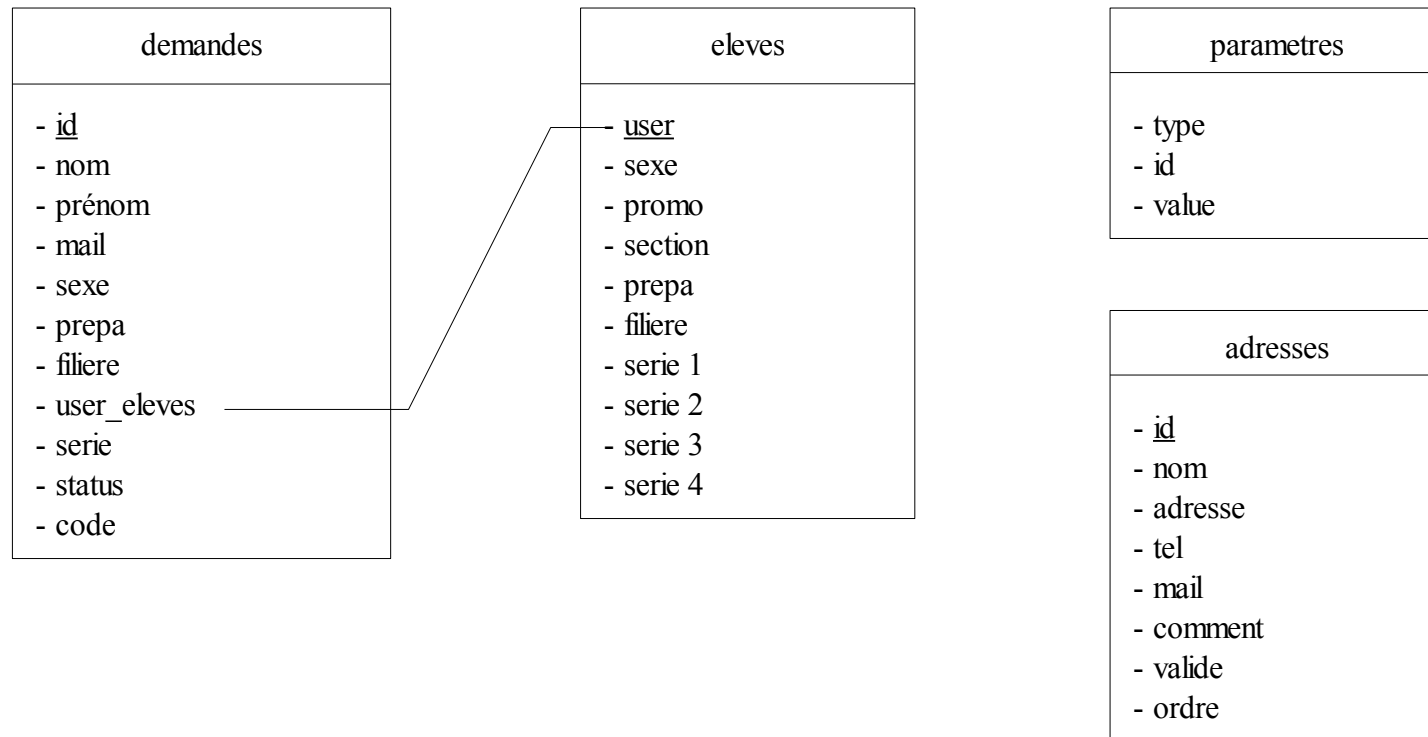 demandes
- id
- nom
- prénom
- mail
- sexe
- prepa
- filiere
- user_eleves
- serie
- status
- code
eleves
- user
- sexe
- promo
- section
- prepa
- filiere
- serie 1
- serie 2
- serie 3
- serie 4
parametres
- type
- id
- value
adresses
- id
- nom
- adresse
- tel
- mail
- comment
- valide
- ordre